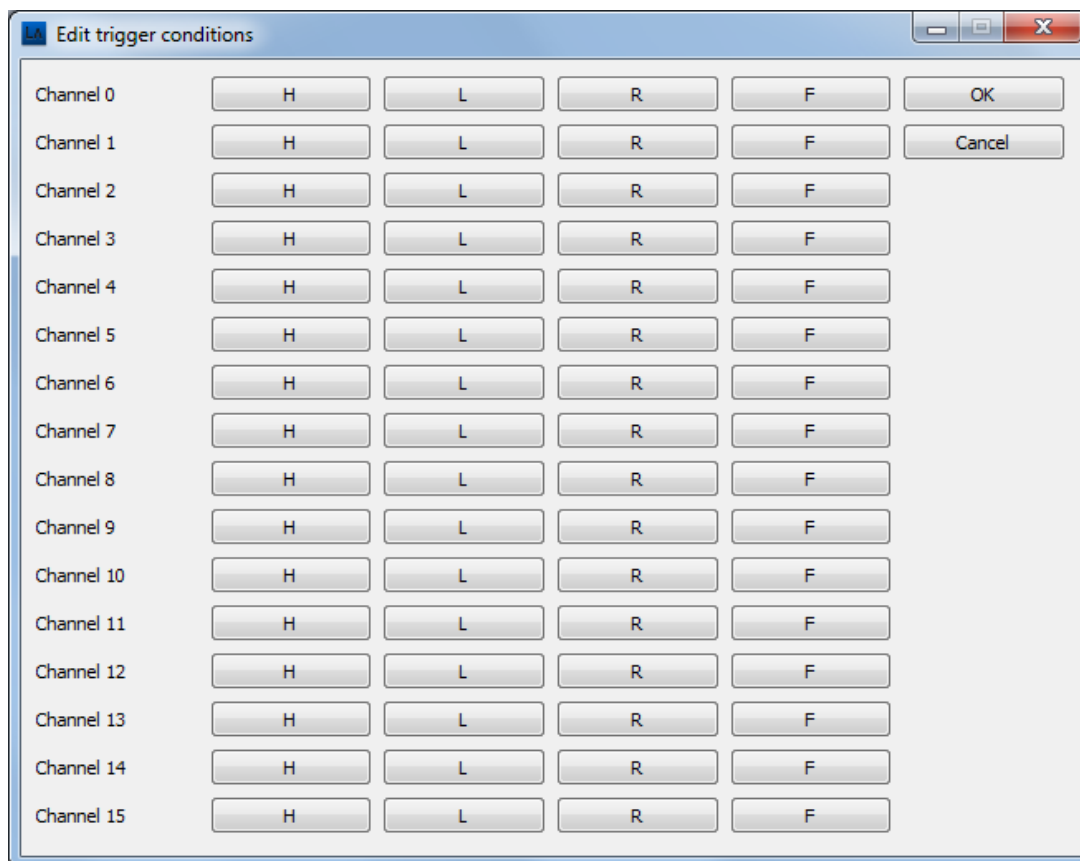 LA Edit trigger conditions X
Channel 0 H L R F OK
Channel 1 H L R F Cancel
Channel 2 H L R F
Channel 3 H L R F
Channel 4 H L R F
Channel 5 H L R F
Channel 6 H L R F
Channel 7 H L R F
Channel 8 H L R F
Channel 9 H L R F
Channel 10 H L R F
Channel 11 H L R F
Channel 12 H L R F
Channel 13 H L R F
Channel 14 H L R F
Channel 15 H L R F